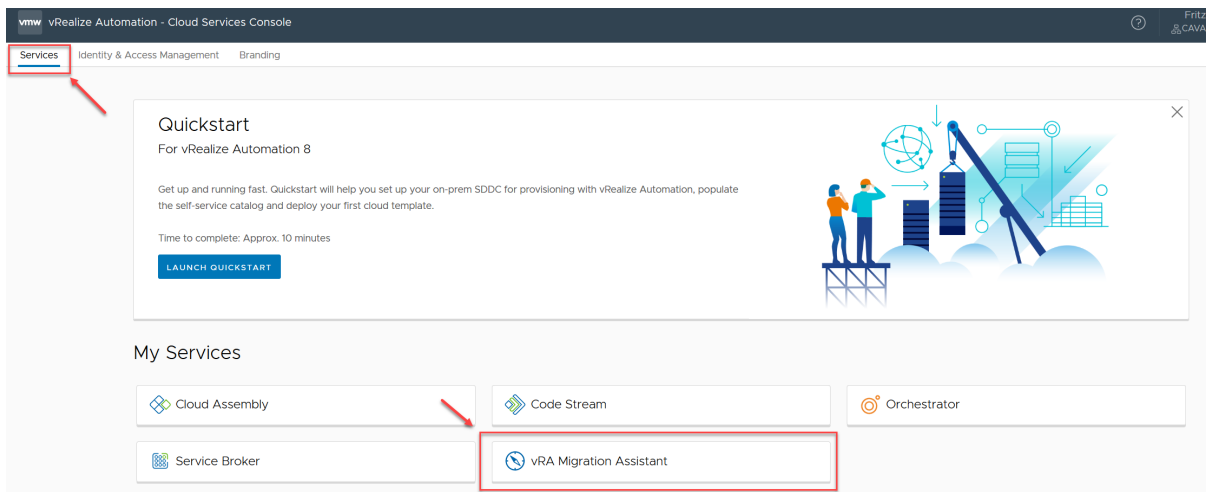 vmw vRealize Automation - Cloud Services Console
?
Fritz
CAVA
Services Identity & Access Management Branding
Quickstart
For vRealize Automation 8
Get up and running fast. Quickstart will help you set up your on-prem SDDC for provisioning with vRealize Automation, populate
the self-service catalog and deploy your first cloud template.
Time to complete: Approx. 10 minutes
LAUNCH QUICKSTART
My Services
Cloud Assembly
Code Stream
Orchestrator
Service Broker
vRA Migration Assistant